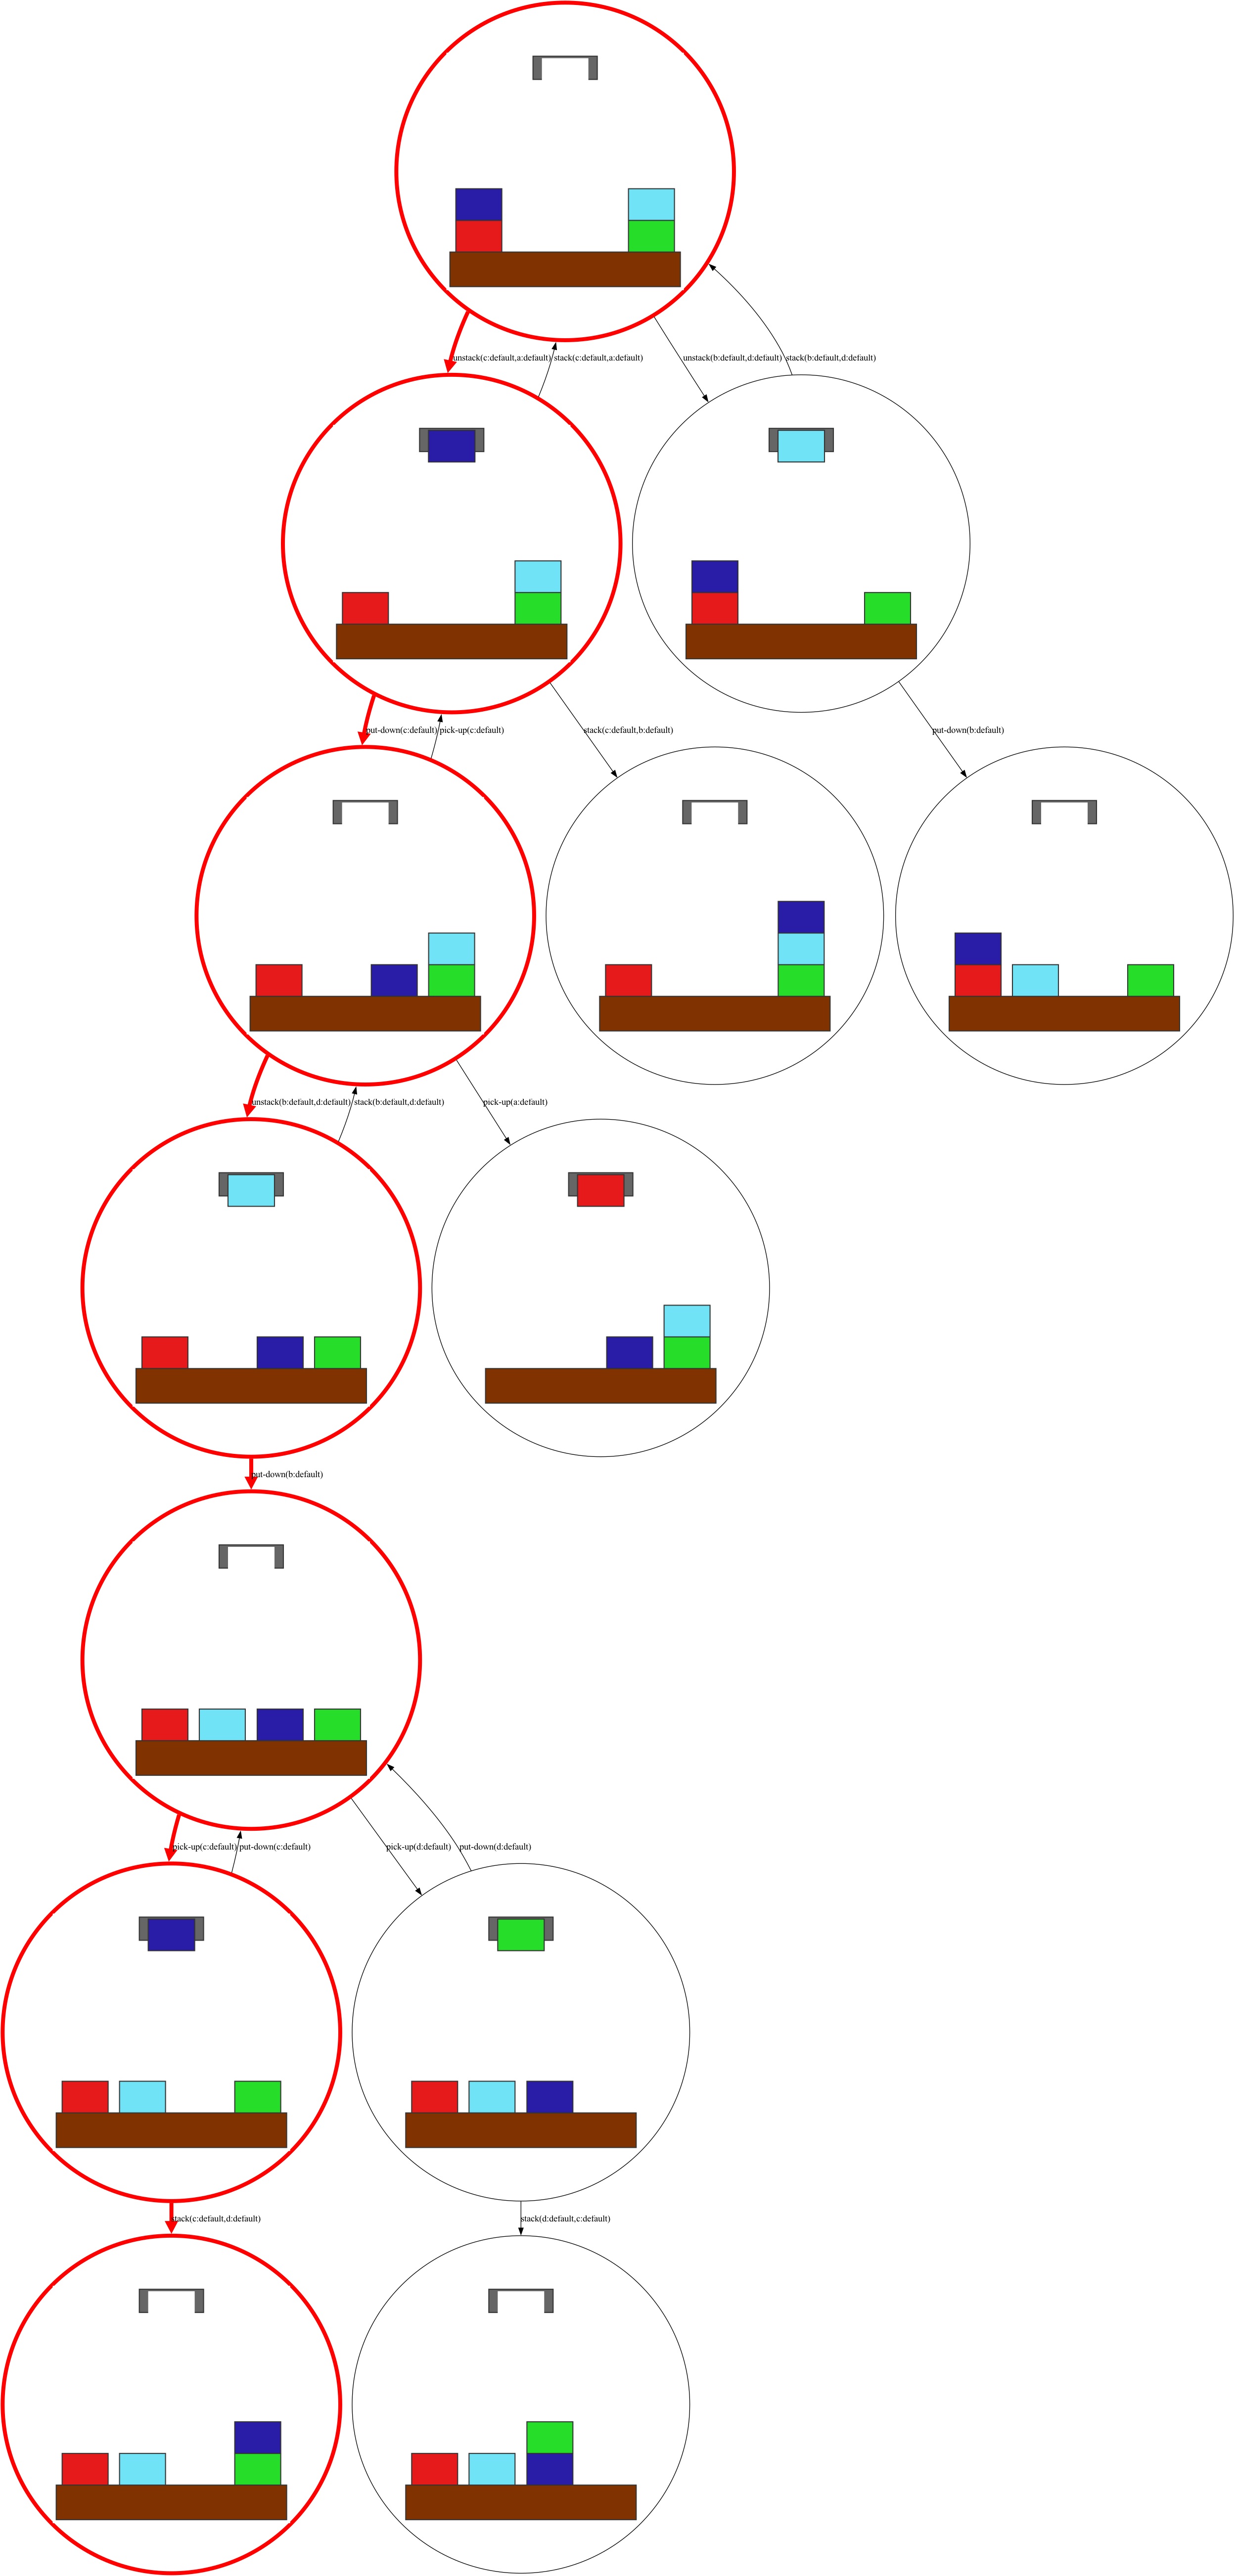 unstack(c:default,a:default)
stack(c:default,a:default)
unstack(b:default,d:default)
stack(b:default,d:default)
put-down(c:default)
pick-up(c:default)
stack(c:default,b:default)
put-down(b:default)
unstack(b:default,d:default)
stack(b:default,d:default)
pick-up(a:default)
put-down(b:default)
pick-up(c:default)
put-down(c:default)
pick-up(d:default)
put-down(d:default)
stack(c:default,d:default)
stack(d:default,c:default)